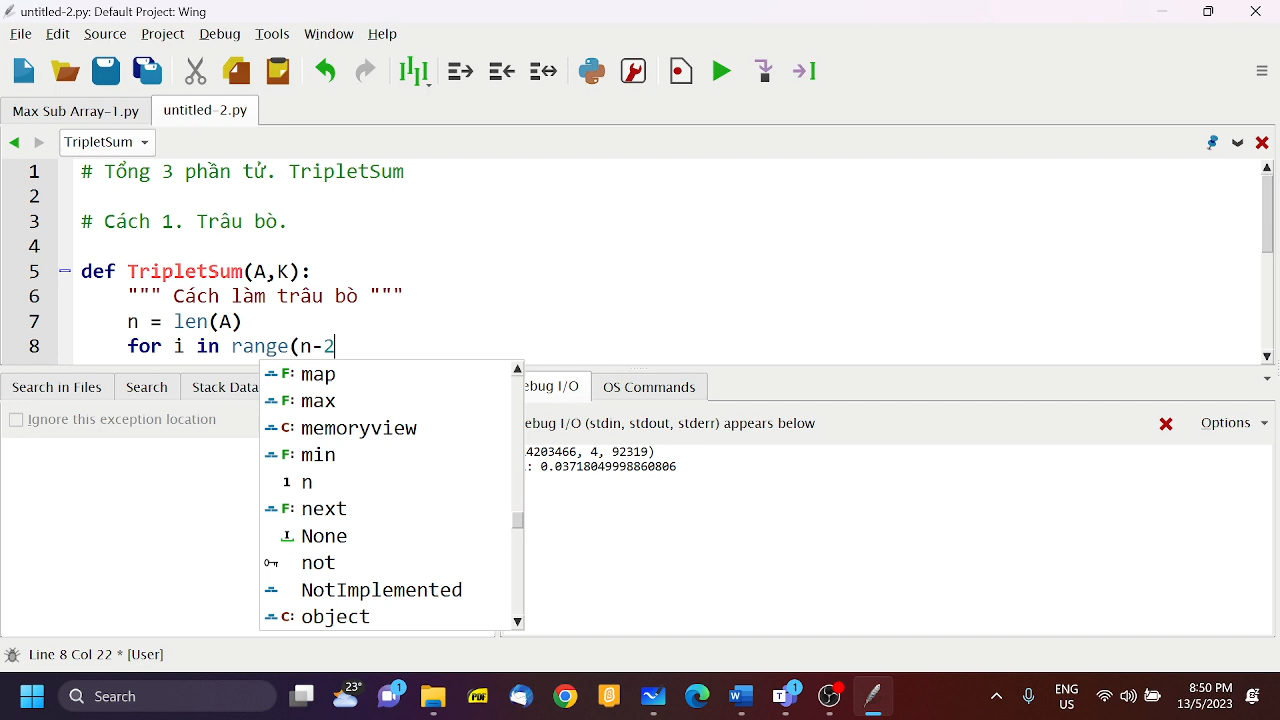 untitled-2.py: Default Project: Wing
File Edit Source Project Debug Tools Window Help
Max Sub Array-1.py untitled-2.py
TripletSum
1 # Tổng 3 phần tử. TripletSum
2
3 # Cách 1. Trâu bò.
4
5 def TripletSum(A,K):
6 """ Cách làm trâu bò """
7 n = len(A)
8 for i in range(n-2
Search in Files Search Stack Data ebug I/O OS Commands
Ignore this exception location
ebug I/O (stdin, stdout, stderr) appears below Options
4203466, 4, 92319)
: 0.03718049998860806
F: map
F: max
C: memoryview
F: min
1 n
F: next
I None
not
NotImplemented
C: object
Line 8 Col 22 * [User]
Search 23° 1 PDF W T 1 ENG US 8:50 PM 13/5/2023